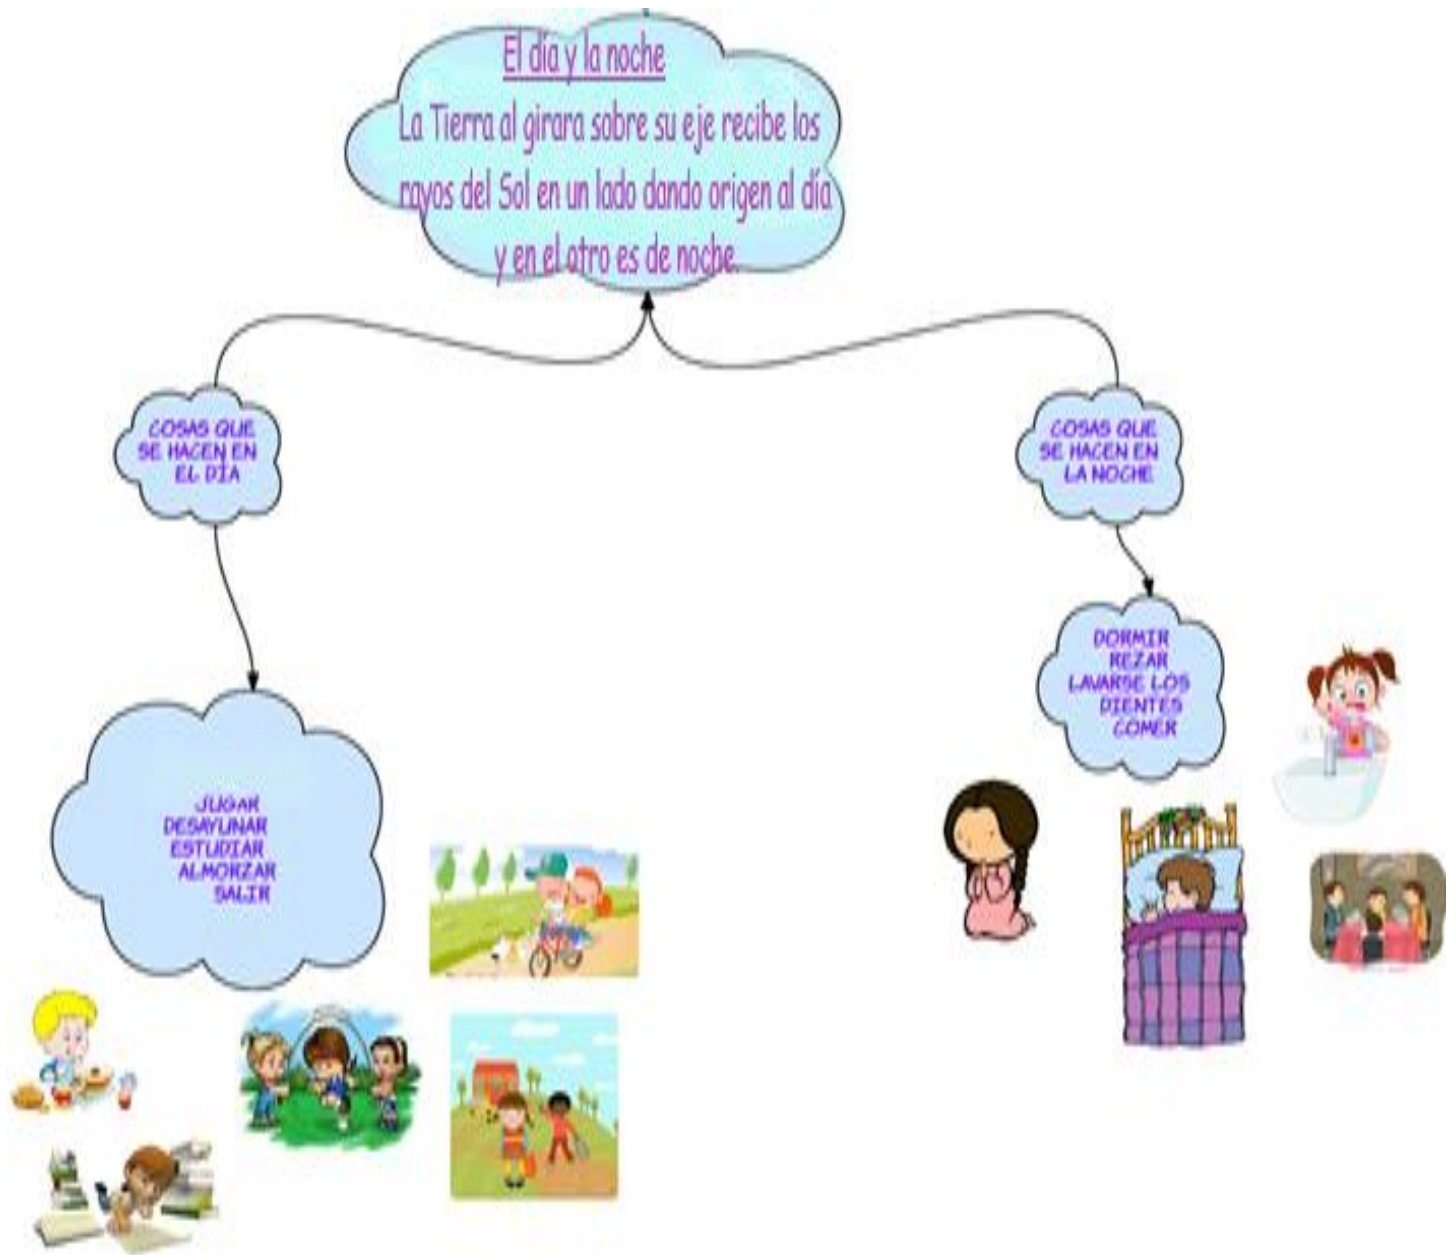 El día y la noche
La Tierra al girara sobre su eje recibe los
rayos del Sol en un lado dando origen al día
y en el otro es de noche.
COSAS QUE
SE HACEN EN
EL DÍA
COSAS QUE
SE HACEN EN
LA NOCHE
JUGAR
DESAYUNAR
ESTUDIAR
ALMORZAR
SALIR
DORMIR
REZAR
LAVARSE LOS
DIENTES
COMER